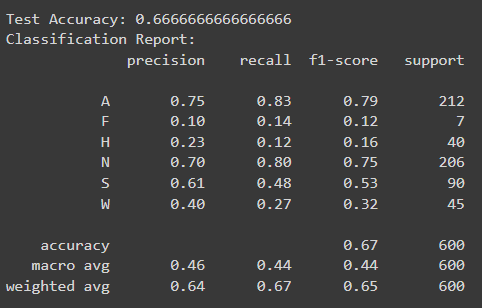 Test Accuracy: 0.6666666666666666
Classification Report:
precision recall f1-score support
A 0.75 0.83 0.79 212
F 0.10 0.14 0.12 7
H 0.23 0.12 0.16 40
N 0.70 0.80 0.75 206
S 0.61 0.48 0.53 90
W 0.40 0.27 0.32 45
accuracy 0.67 600
macro avg 0.46 0.44 0.44 600
weighted avg 0.64 0.67 0.65 600